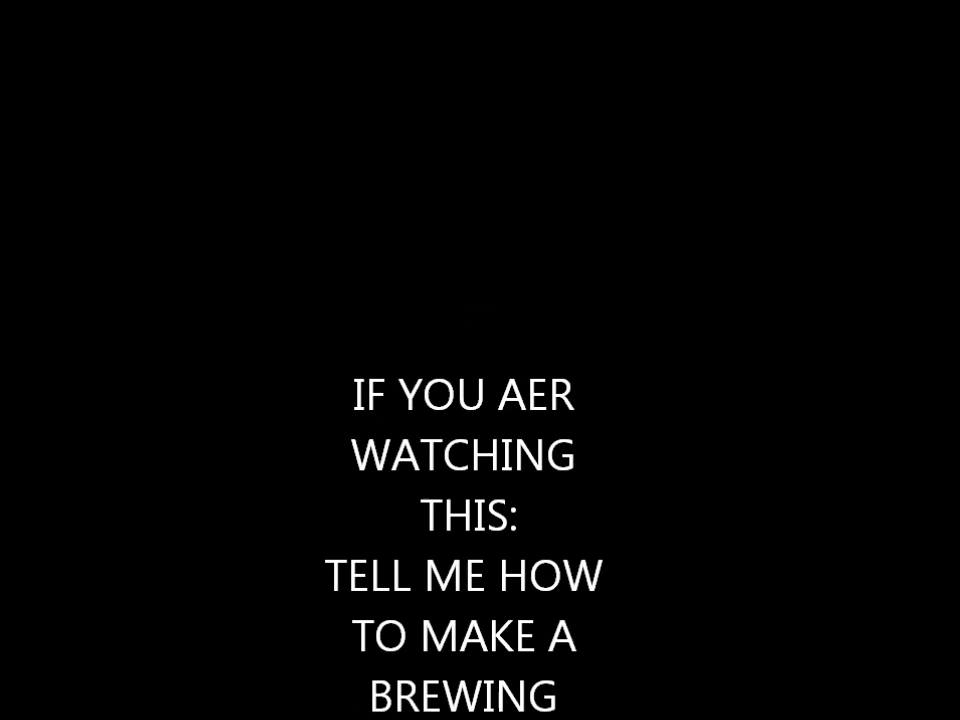 IF YOU AER
WATCHING
THIS:
TELL ME HOW
TO MAKE A
BREWING